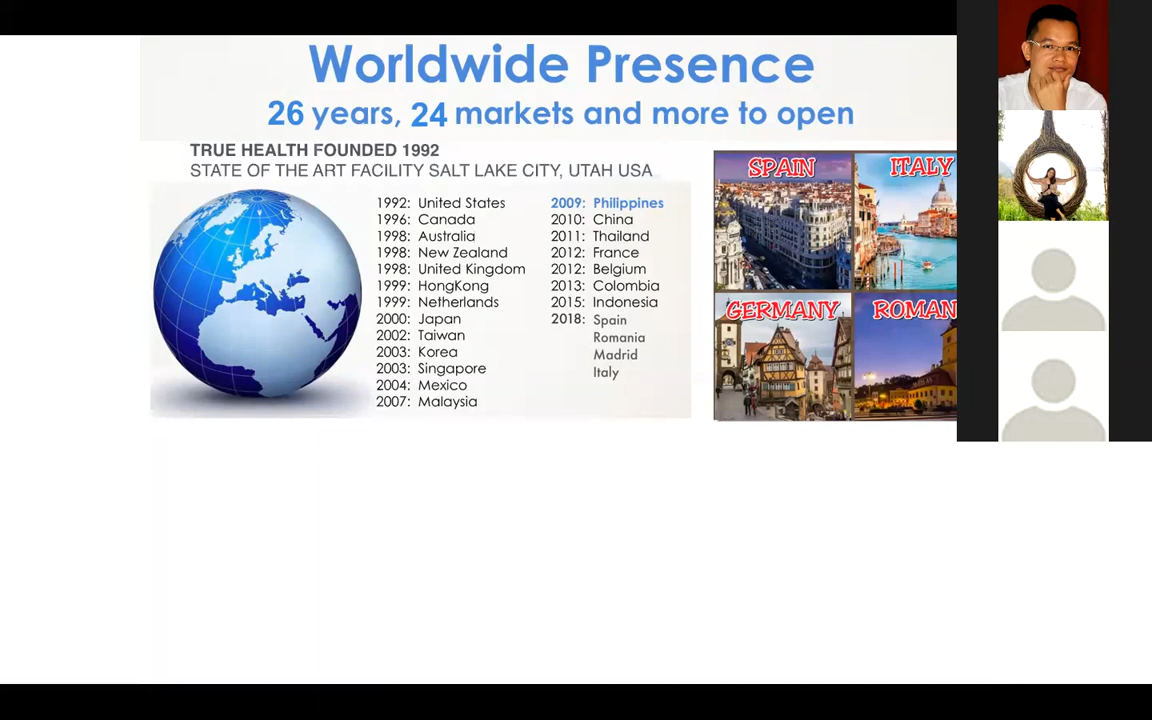 Worldwide Presence
26 years, 24 markets and more to open
TRUE HEALTH FOUNDED 1992
STATE OF THE ART FACILITY SALT LAKE CITY, UTAH USA
1992: United States
1996: Canada
1998: Australia
1998: New Zealand
1998: United Kingdom
1999: HongKong
1999: Netherlands
2000: Japan
2002: Taiwan
2003: Korea
2003: Singapore
2004: Mexico
2007: Malaysia
2009: Philippines
2010: China
2011: Thailand
2012: France
2012: Belgium
2013: Colombia
2015: Indonesia
2018: Spain
Romania
Madrid
Italy
SPAIN
ITALY
GERMANY
ROMAN